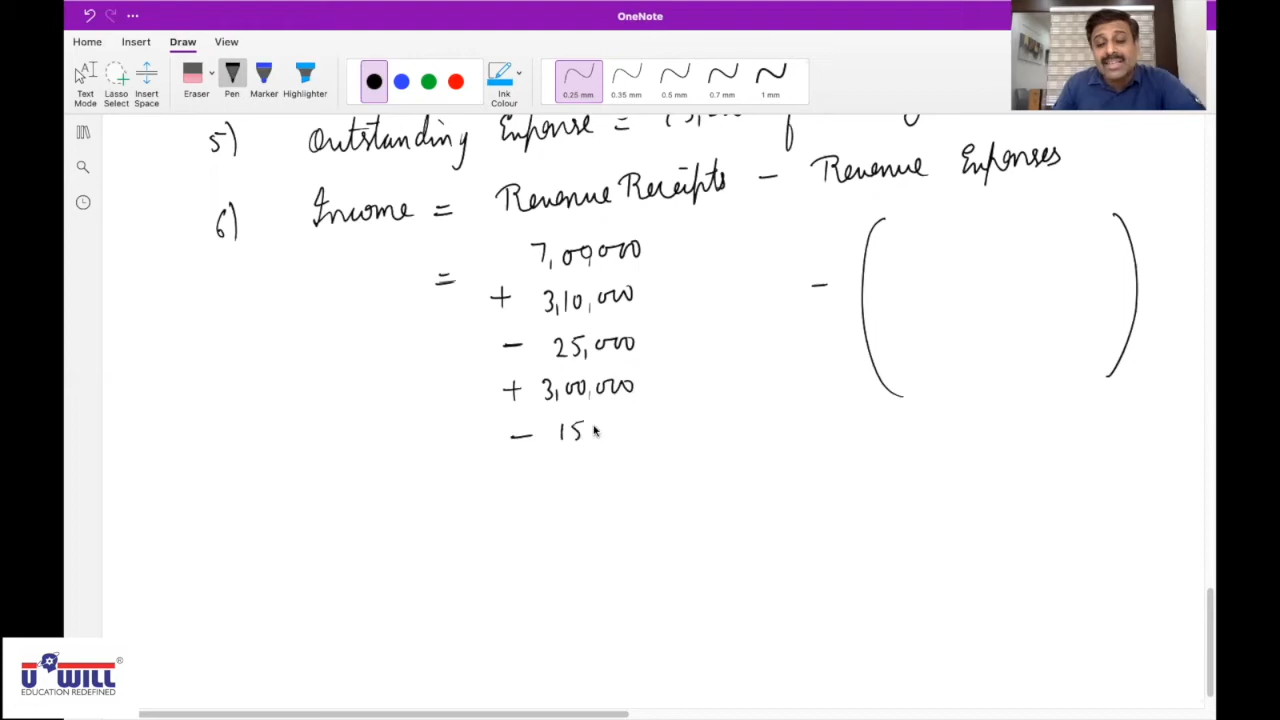 OneNote
Home Insert Draw View
Text Mode Lasso Select Insert Space Eraser Pen Marker Highlighter Ink Colour 0.25 mm 0.35 mm 0.5 mm 0.7 mm 1 mm
5) Outstanding Expense =
6) Income = Revenue Receipts - Revenue Expenses
= 7,00,000 - ( )
+ 3,10,000
- 25,000
+ 3,00,000
- 15
U WILL
EDUCATION REDEFINED